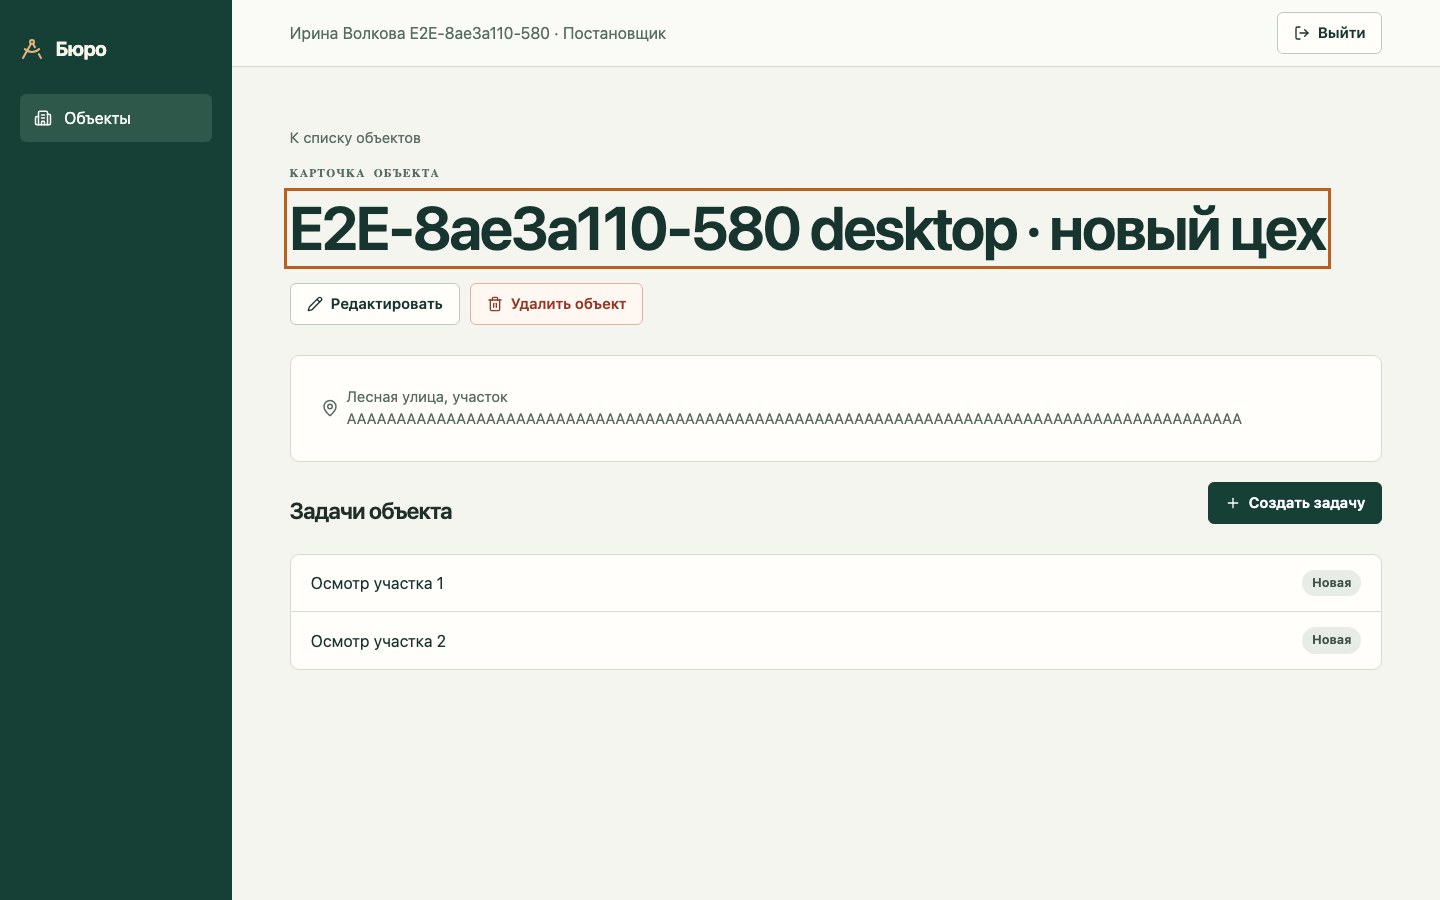 Бюро
Объекты
Ирина Волкова E2E-8ae3a110-580 · Постановщик
Выйти
К списку объектов
КАРТОЧКА ОБЪЕКТА
E2E-8ae3a110-580 desktop · новый цех
Редактировать
Удалить объект
Лесная улица, участок
АААААААААААААААААААААААААААААААААААААААААААААААААААААААААААААААААААААААААААААААААААААААААА
Задачи объекта
Создать задачу
Осмотр участка 1
Новая
Осмотр участка 2
Новая